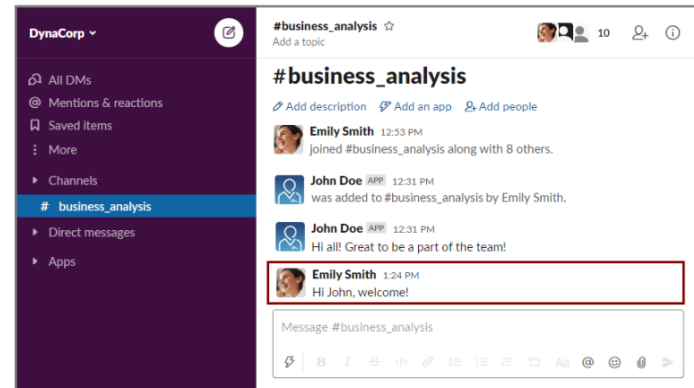 DynaCorp
All DMs
@ Mentions & reactions
Saved items
More
Channels
# business_analysis
Direct messages
Apps
#business_analysis
Add a topic
10
#business_analysis
Add description Add an app Add people
Emily Smith 12:53 PM
joined #business_analysis along with 8 others.
John Doe APP 12:31 PM
was added to #business_analysis by Emily Smith.
John Doe APP 12:31 PM
Hi all! Great to be a part of the team!
Emily Smith 1:24 PM
Hi John, welcome!
Message #business_analysis
B I S </> Aa @